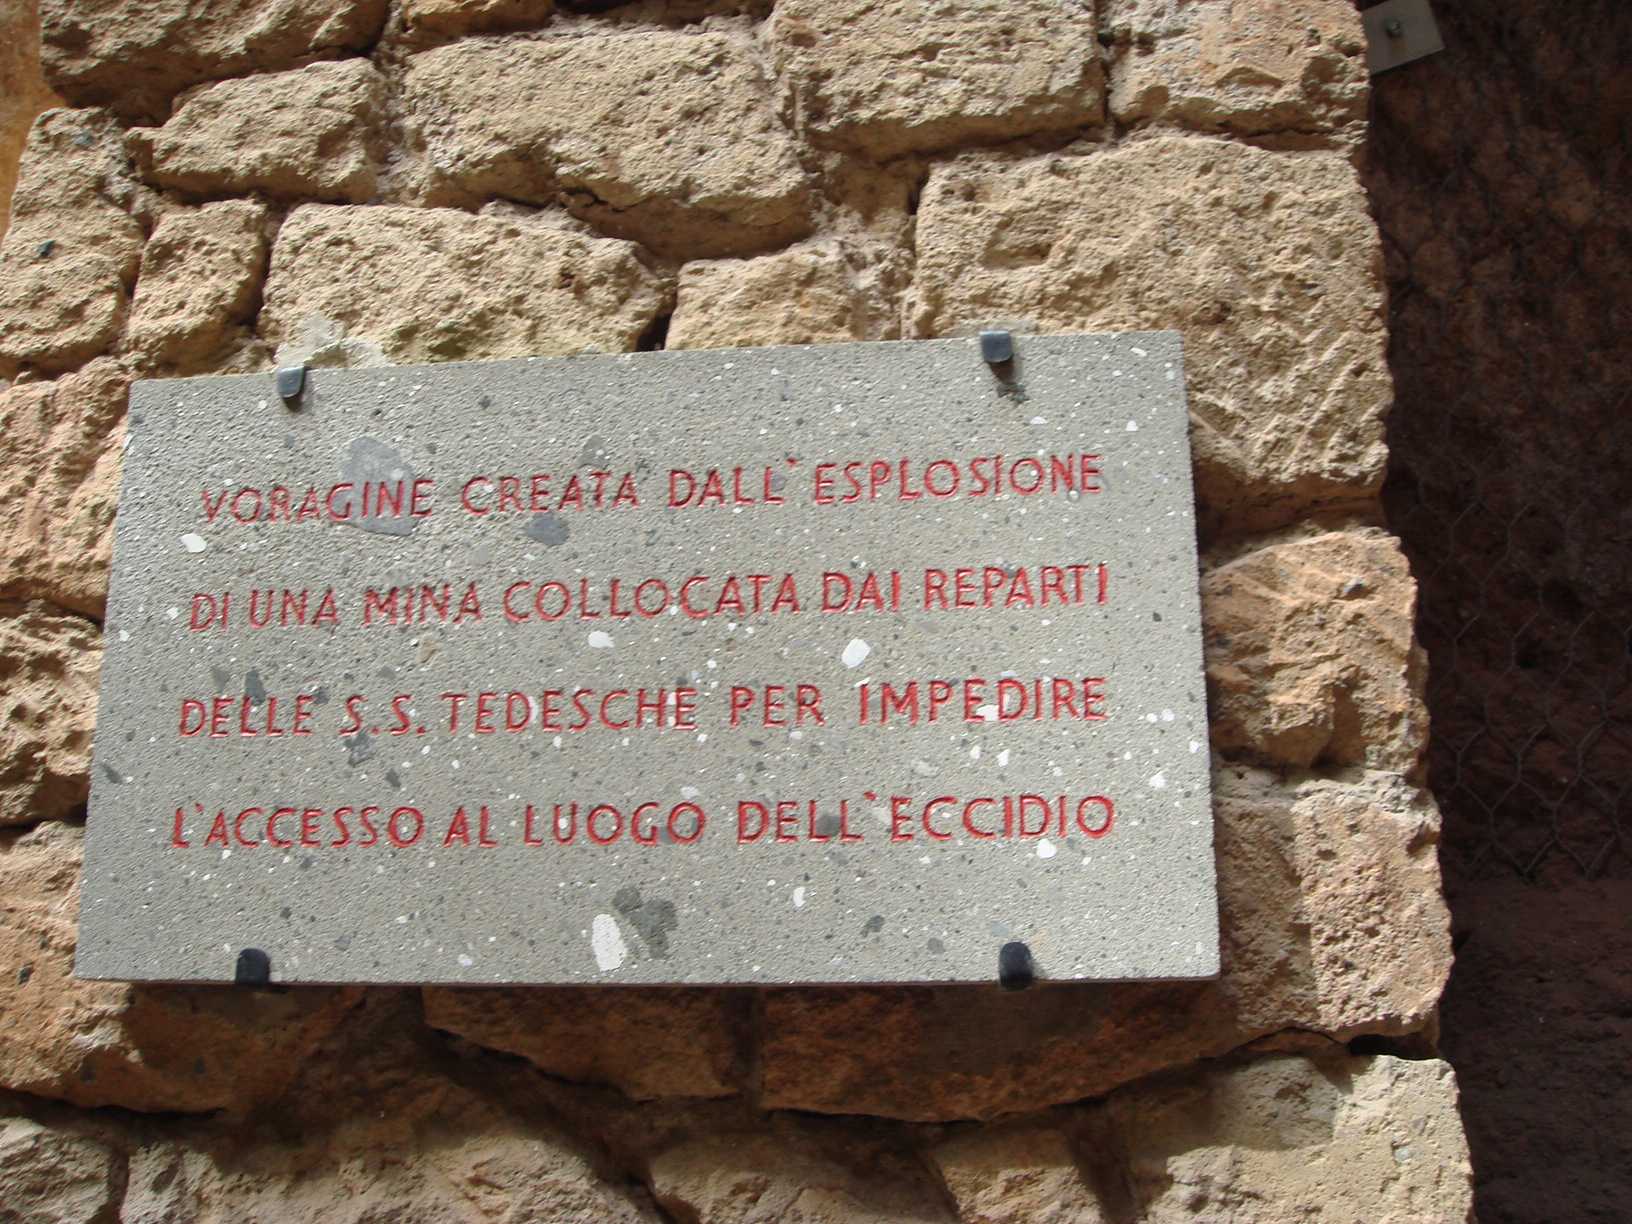 VORAGINE CREATA DALL'ESPLOSIONE
DI UNA MINA COLLOCATA DAI REPARTI
DELLE S.S. TEDESCHE PER IMPEDIRE
L'ACCESSO AL LUOGO DELL'ECCIDIO